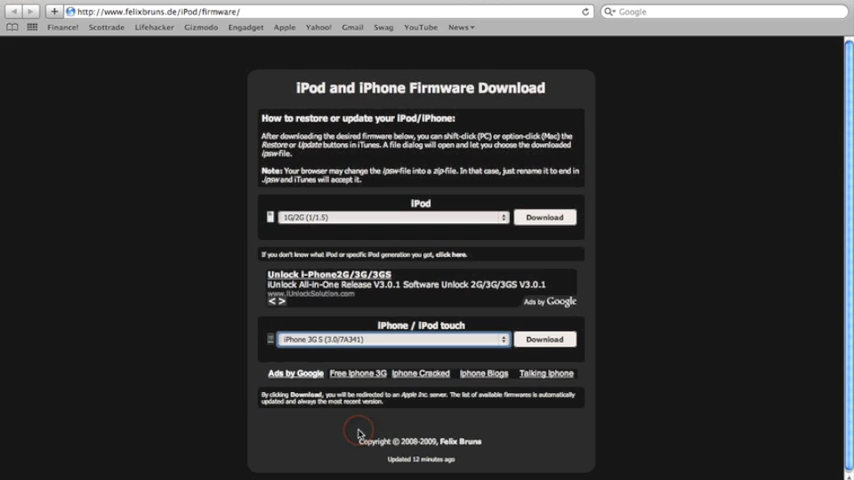 http://www.felixbruns.de/iPod/firmware/
Google
Finance!
Scottrade
Lifehacker
Gizmodo
Engadget
Apple
Yahoo!
Gmail
Swag
YouTube
News
iPod and iPhone Firmware Download
How to restore or update your iPod/iPhone:
After downloading the desired firmware below, you can shift-click (PC) or option-click (Mac) the
Restore or Update buttons in iTunes. A file dialog will open and let you choose the downloaded
ipsw-file.
Note: Your browser may change the ipsw-file into a zip-file. In that case, just rename it to end in
.ipsw and iTunes will accept it.
iPod
1G/2G (1/1.5)
Download
If you don't know what iPod or specific iPod generation you got, click here.
Unlock i-Phone2G/3G/3GS
iUnlock All-in-One Release V3.0.1 Software Unlock 2G/3G/3GS V3.0.1
www.iUnlockSolution.com
< >
Ads by Google
iPhone / iPod touch
iPhone 3G S (3.0/7A341)
Download
Ads by Google
Free Iphone 3G
Iphone Cracked
Iphone Blogs
Talking Iphone
By clicking Download, you will be redirected to an Apple Inc. server. The list of available firmwares is automatically
updated and always the most recent version.
Copyright © 2008-2009, Felix Bruns
Updated 12 minutes ago